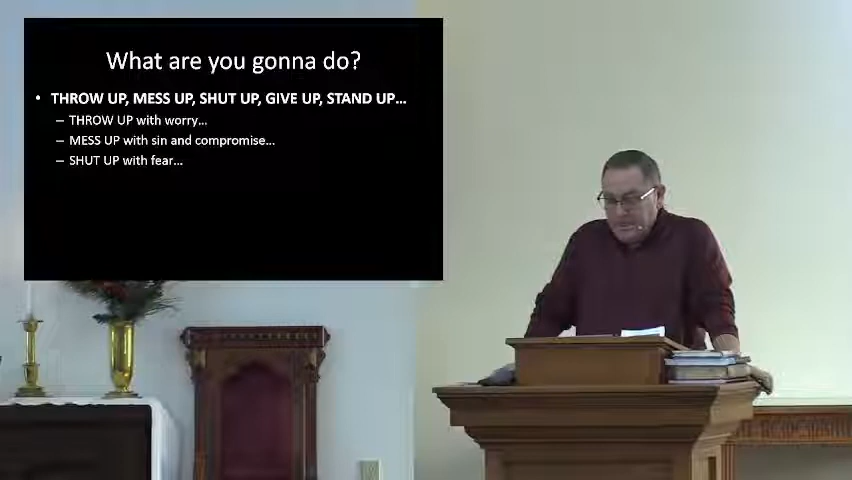 What are you gonna do?
• THROW UP, MESS UP, SHUT UP, GIVE UP, STAND UP...
– THROW UP with worry...
– MESS UP with sin and compromise...
– SHUT UP with fear...